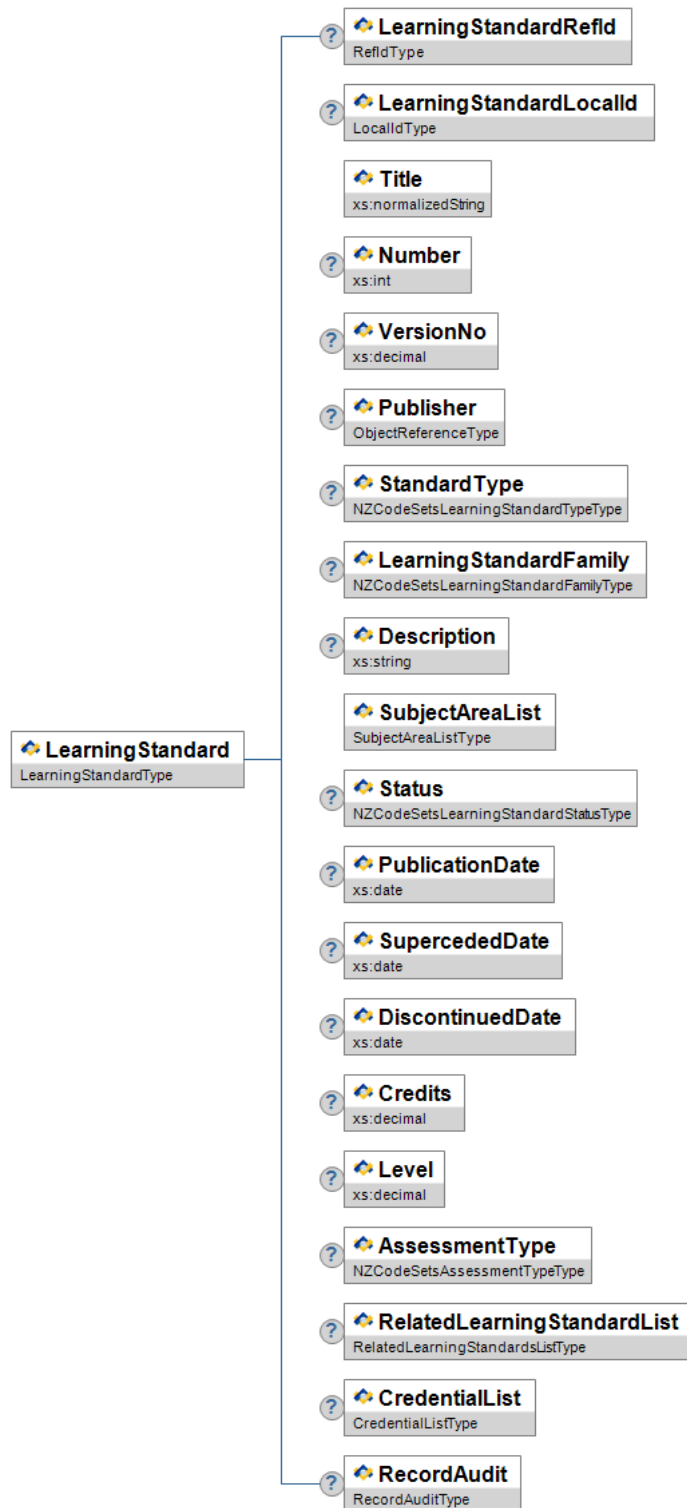 ?
LearningStandardRefId
RefIdType
?
LearningStandardLocalId
LocalIdType
Title
xs:normalizedString
?
Number
xs:int
?
VersionNo
xs:decimal
?
Publisher
ObjectReferenceType
?
StandardType
NZCodeSetsLearningStandardTypeType
?
LearningStandardFamily
NZCodeSetsLearningStandardFamilyType
?
Description
xs:string
SubjectAreaList
SubjectAreaListType
LearningStandard
LearningStandardType
?
Status
NZCodeSetsLearningStandardStatusType
?
PublicationDate
xs:date
?
SupercededDate
xs:date
?
DiscontinuedDate
xs:date
?
Credits
xs:decimal
?
Level
xs:decimal
?
AssessmentType
NZCodeSetsAssessmentTypeType
?
RelatedLearningStandardList
RelatedLearningStandardsListType
?
CredentialList
CredentialListType
?
RecordAudit
RecordAuditType